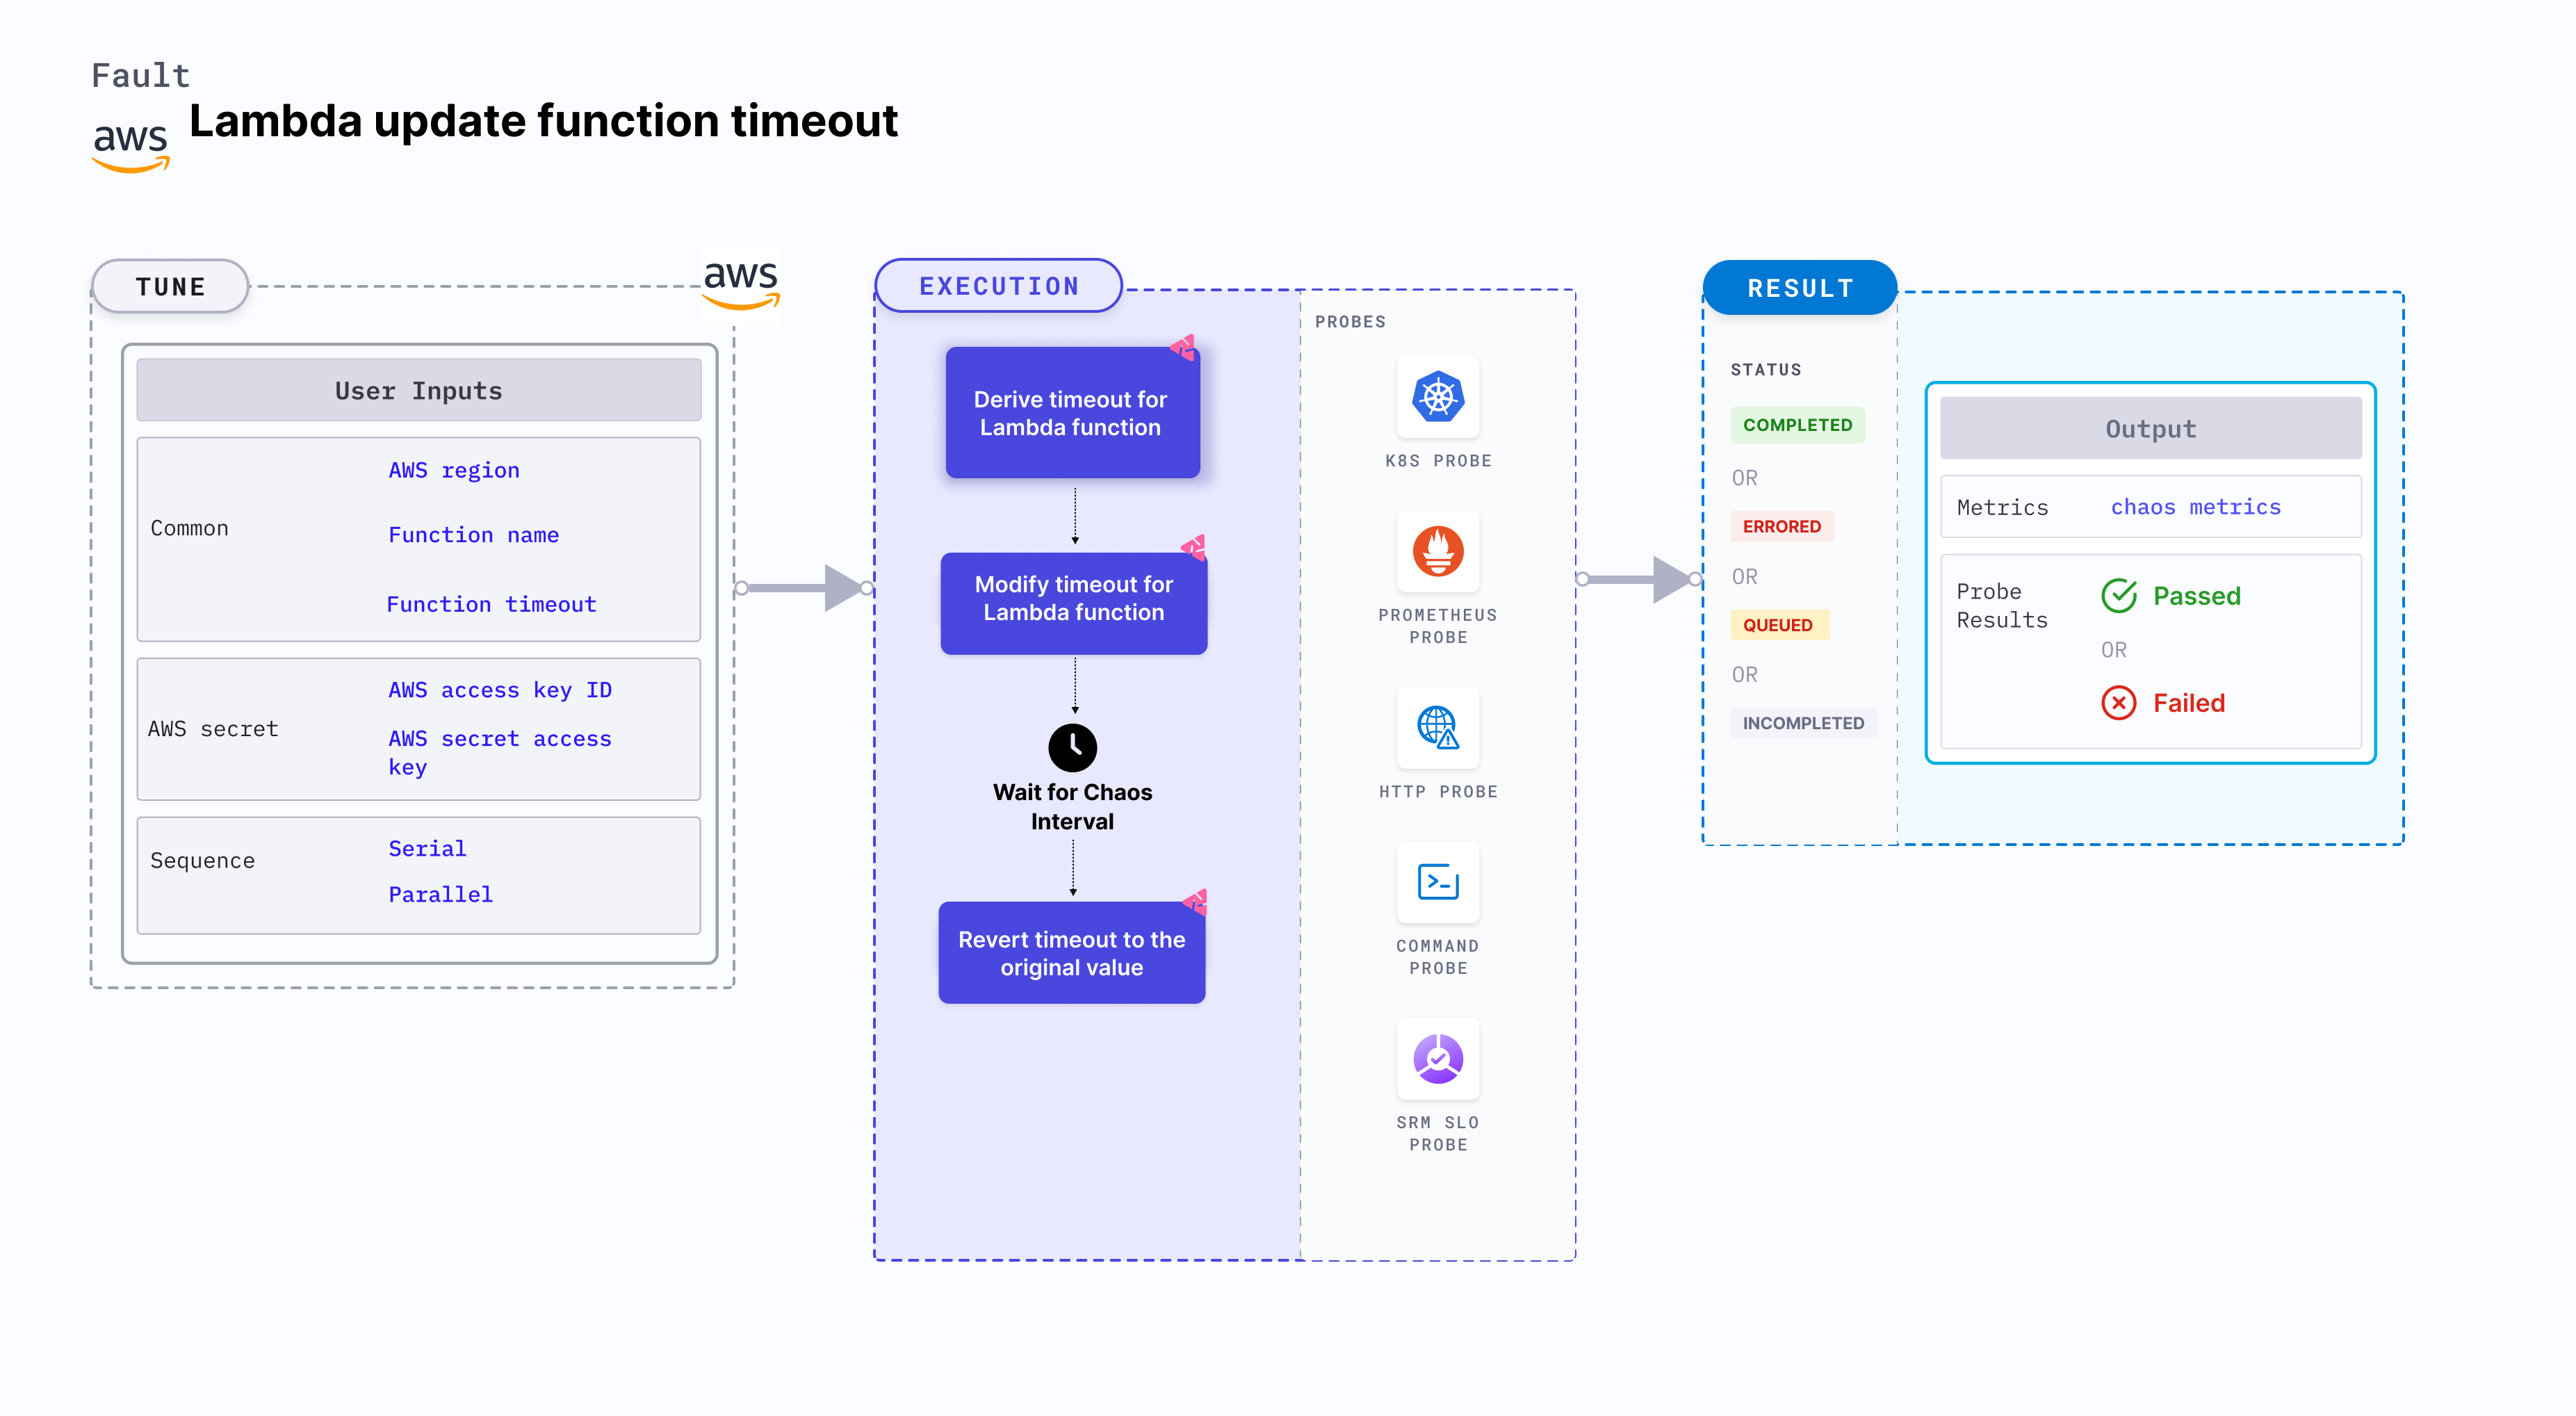 Fault
aws
Lambda update function timeout
TUNE
aws
User Inputs
Common
AWS region
Function name
Function timeout
AWS secret
AWS access key ID
AWS secret access
key
Sequence
Serial
Parallel
EXECUTION
Derive timeout for
Lambda function
Modify timeout for
Lambda function
Wait for Chaos
Interval
Revert timeout to the
original value
PROBES
K8S PROBE
PROMETHEUS
PROBE
HTTP PROBE
COMMAND
PROBE
SRM SLO
PROBE
RESULT
STATUS
COMPLETED
OR
ERRORED
OR
QUEUED
OR
INCOMPLETED
Output
Metrics
chaos metrics
Probe
Results
Passed
OR
Failed